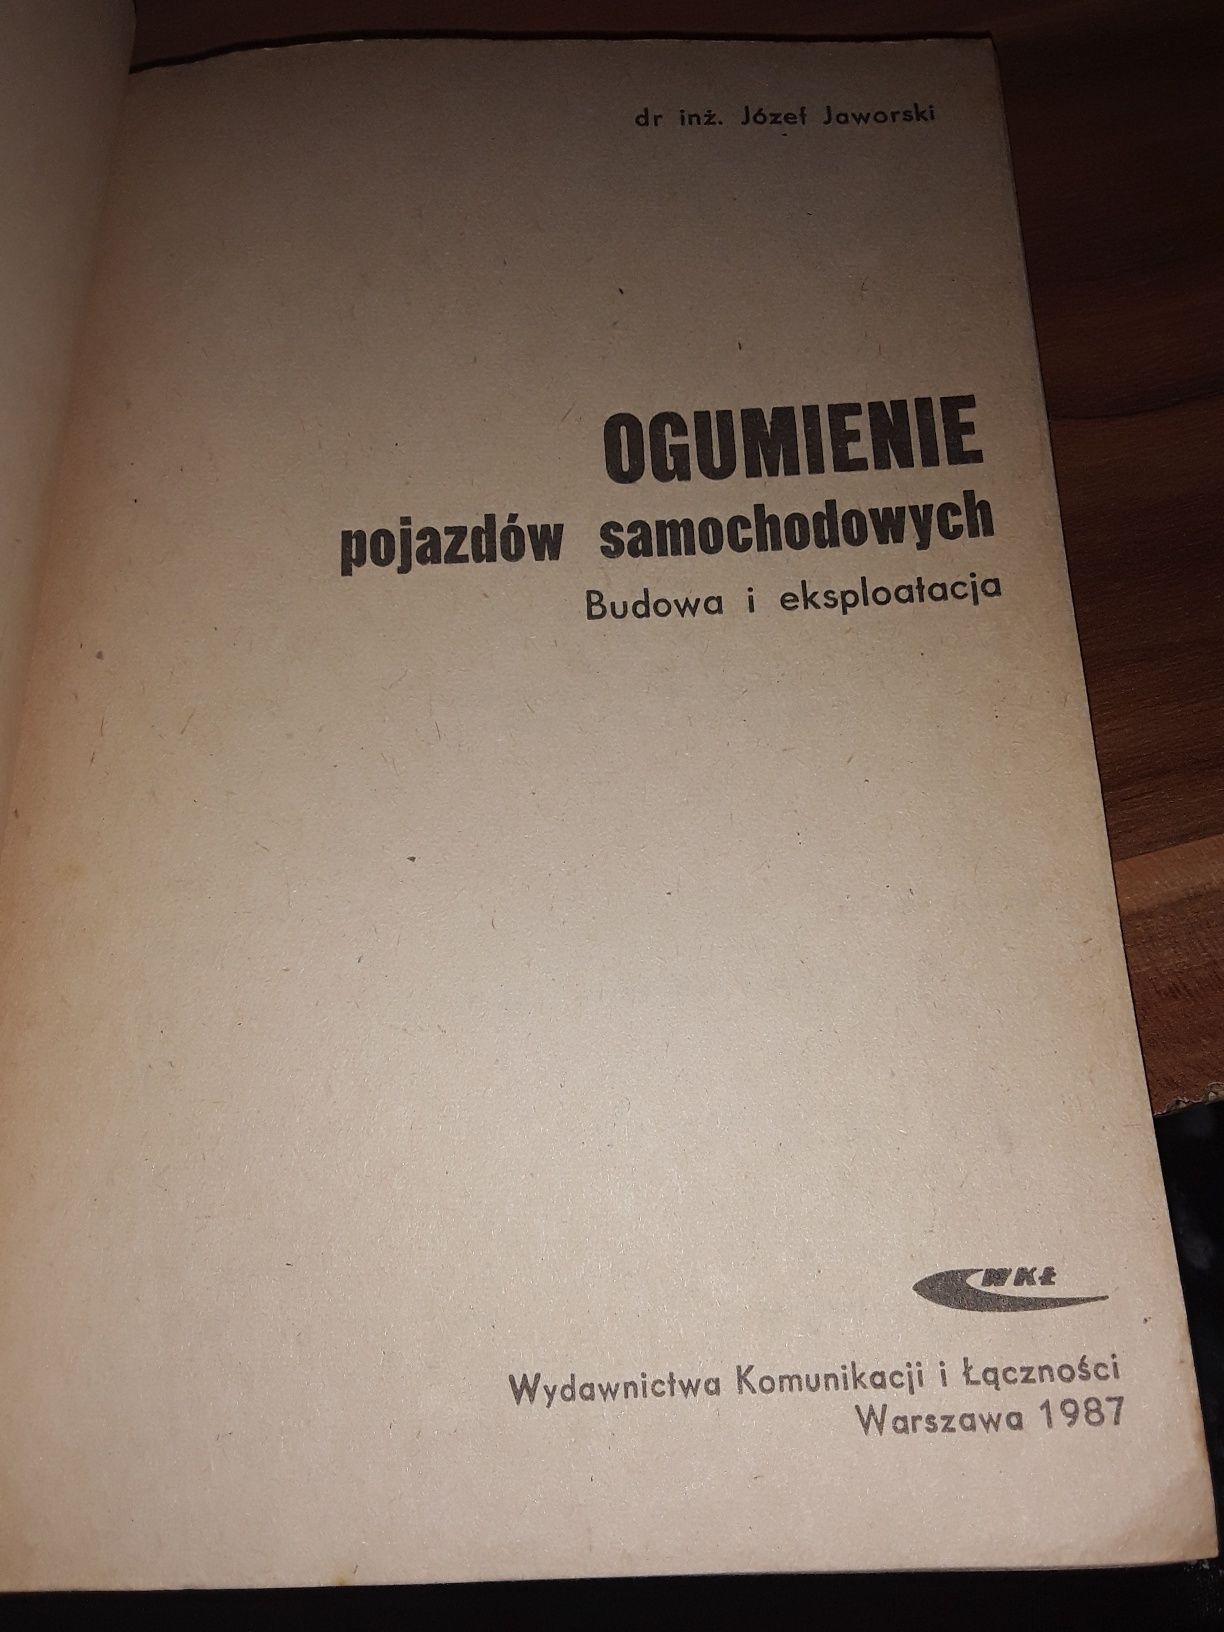 dr inż. Józef Jaworski
OGUMIENIE
pojazdów samochodowych
Budowa i eksploatacja
WKŁ
Wydawnictwa Komunikacji i Łączności
Warszawa 1987